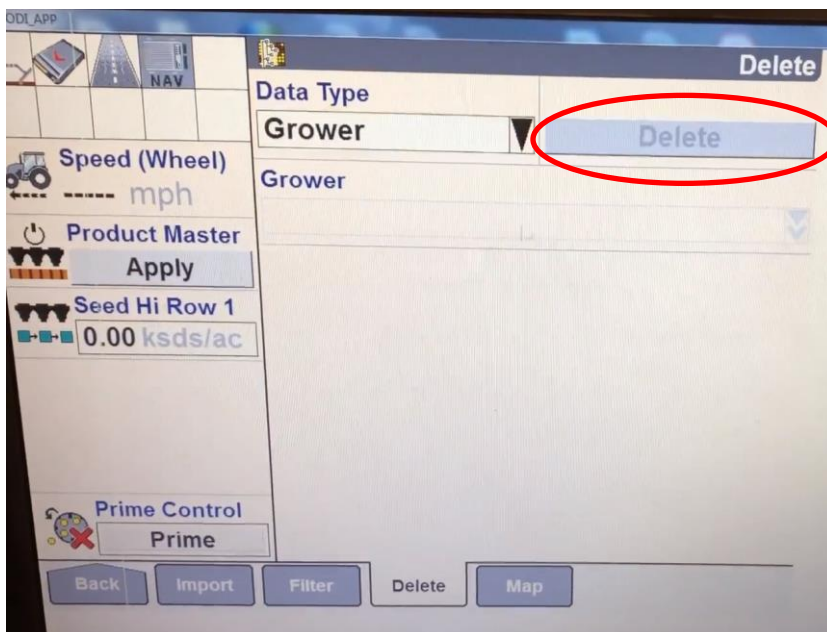 ODI_APP
NAV
Delete
Data Type
Grower
Delete
Grower
Speed (Wheel)
----- mph
Product Master
Apply
Seed Hi Row 1
0.00 ksds/ac
Prime Control
Prime
Back Import Filter Delete Map